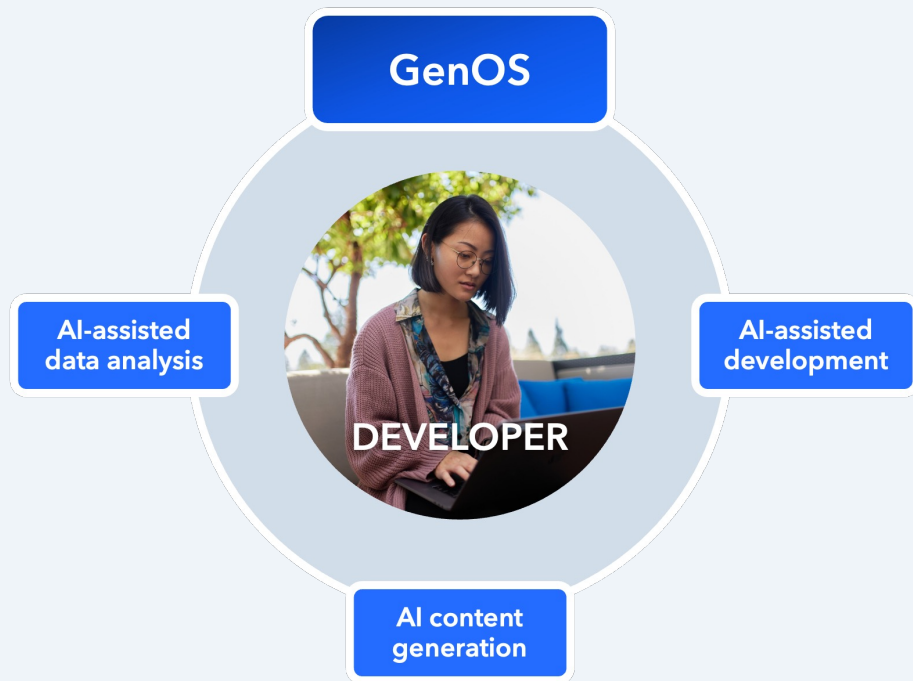 GenOS
AI-assisted
data analysis
AI-assisted
development
DEVELOPER
AI content
generation